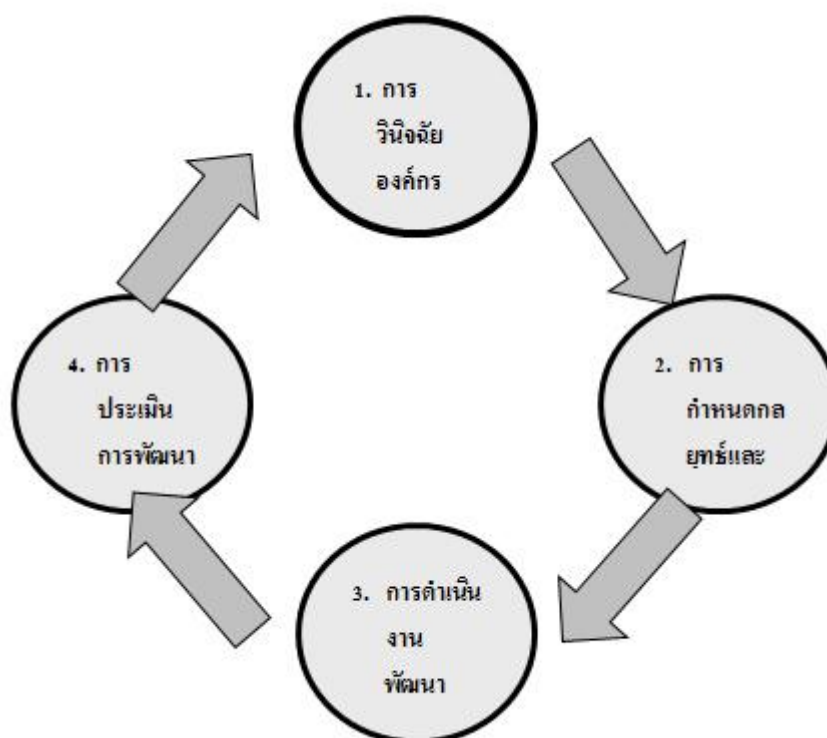 1. การ
วินิจฉัย
องค์กร
2. การ
กำหนดกล
ยุทธ์และ
3. การดำเนิน
งาน
พัฒนา
4. การ
ประเมิน
การพัฒนา